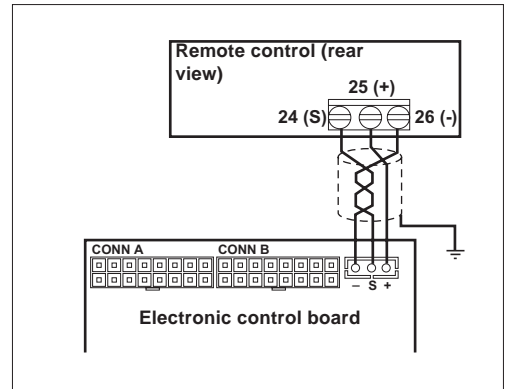 Remote control (rear
view)
25 (+)
24 (S)
26 (-)
CONN A
CONN B
– S +
Electronic control board